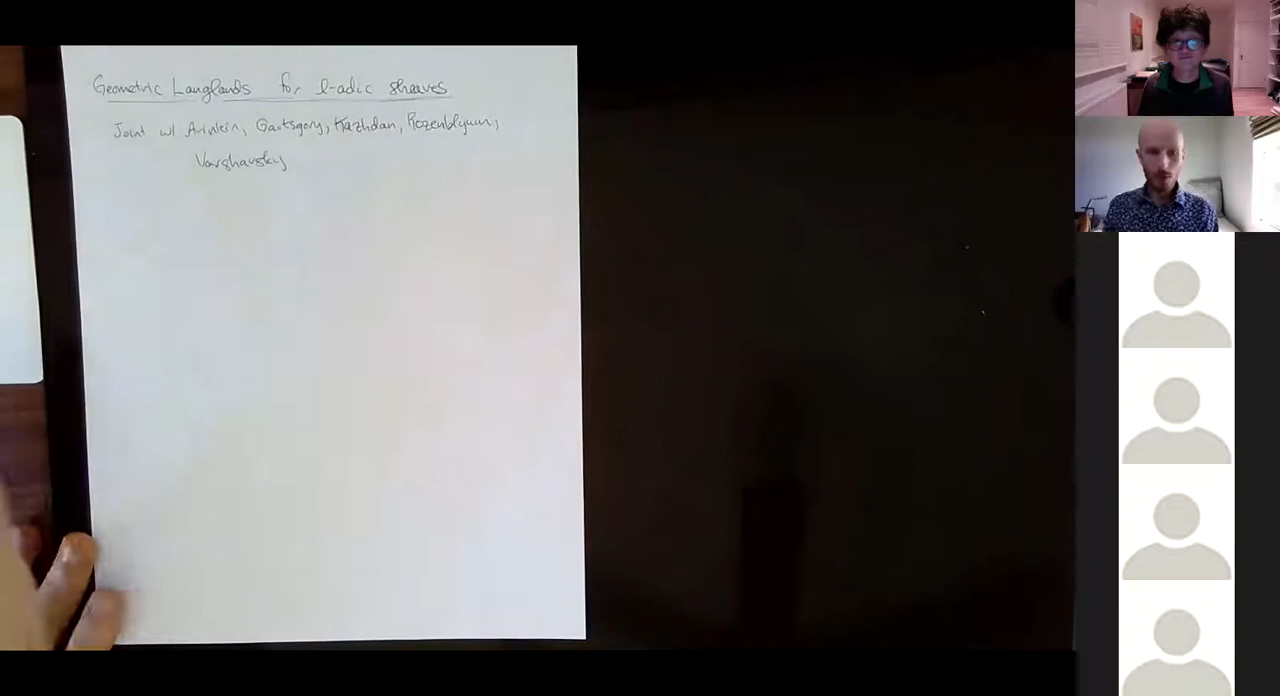 Geometric Langlands for l-adic sheaves
Joint w/ Arinkin, Gaitsgory, Kazhdan, Rozenblyum,
Varshavsky